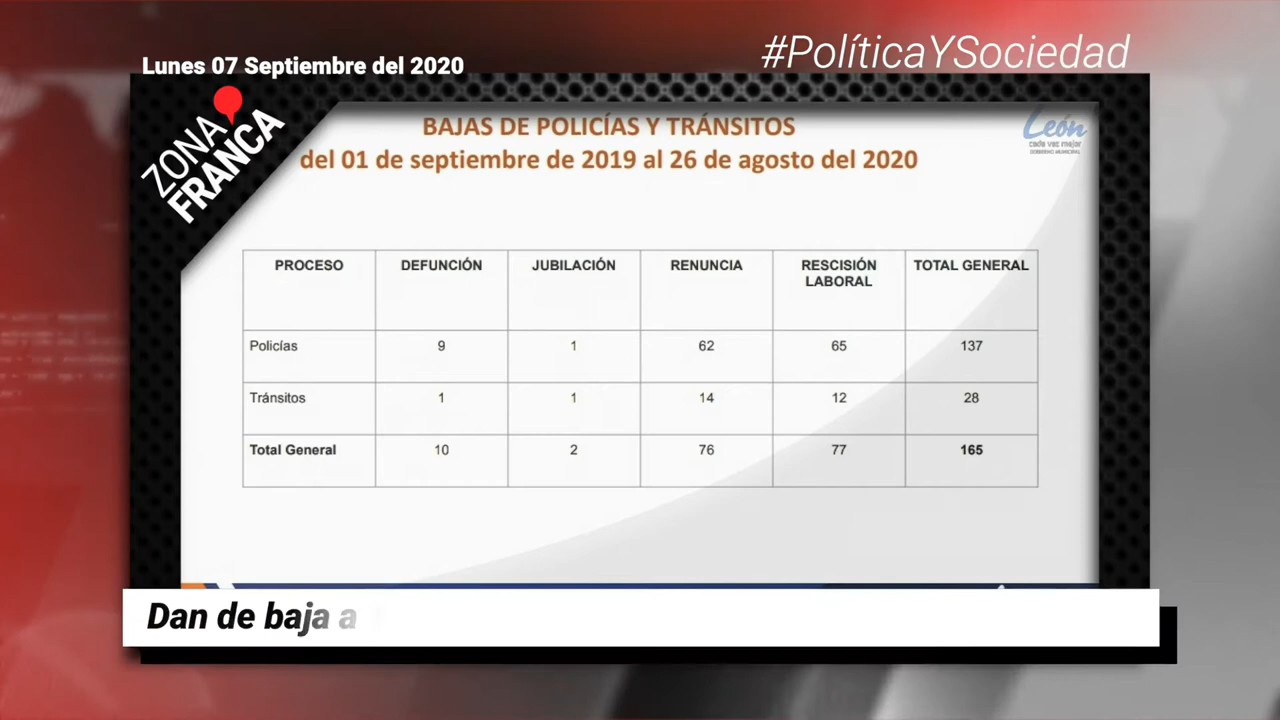 Lunes 07 Septiembre del 2020
#PolíticaYSociedad
ZONA
FRANCA
BAJAS DE POLICÍAS Y TRÁNSITOS
del 01 de septiembre de 2019 al 26 de agosto del 2020
León
cada vez mejor
GOBIERNO MUNICIPAL
PROCESO DEFUNCIÓN JUBILACIÓN RENUNCIA RESCISIÓN LABORAL TOTAL GENERAL
Policías 9 1 62 65 137
Tránsitos 1 1 14 12 28
Total General 10 2 76 77 165
Dan de baja a